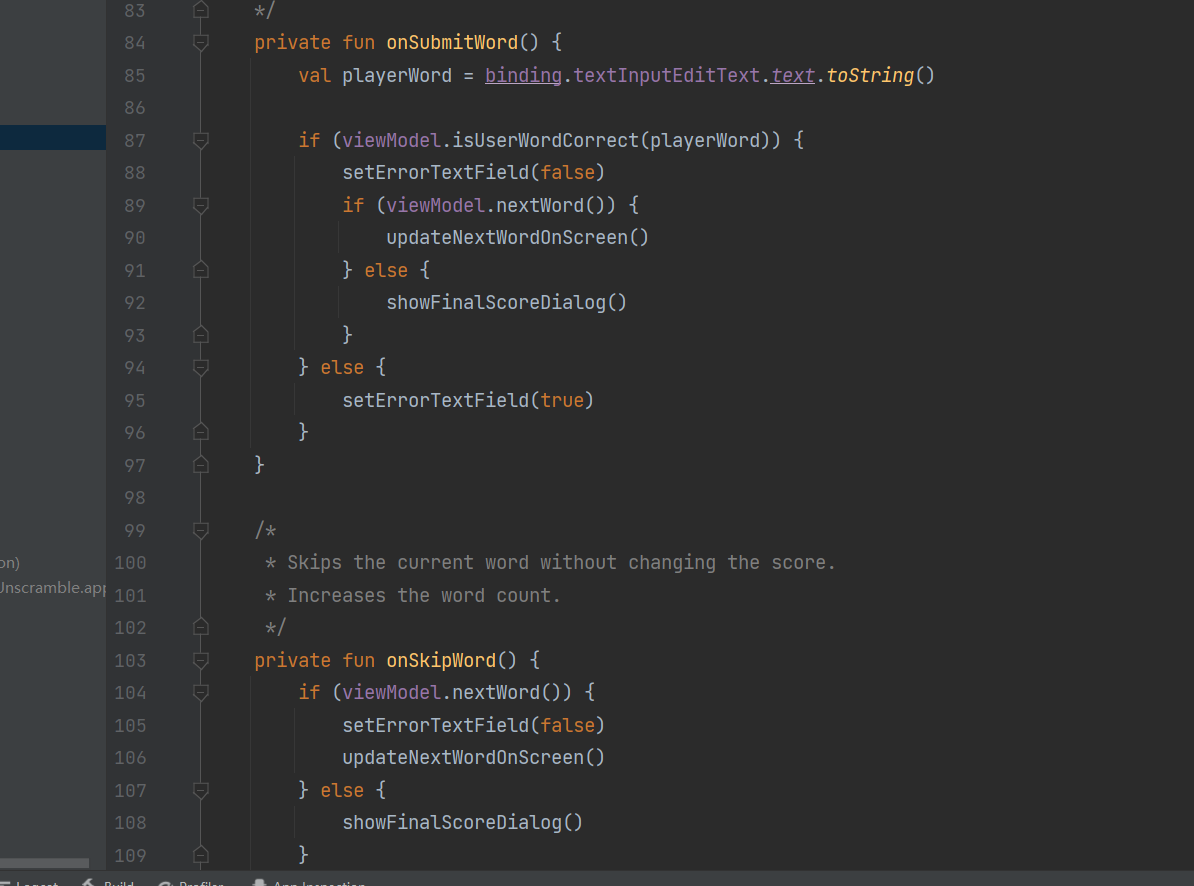 83 */
84 private fun onSubmitWord() {
85 val playerWord = binding.textInputEditText.text.toString()
86
87 if (viewModel.isUserWordCorrect(playerWord)) {
88 setErrorTextField(false)
89 if (viewModel.nextWord()) {
90 updateNextWordOnScreen()
91 } else {
92 showFinalScoreDialog()
93 }
94 } else {
95 setErrorTextField(true)
96 }
97 }
98
99 /*
on)
100 * Skips the current word without changing the score.
Unscramble.app
101 * Increases the word count.
102 */
103 private fun onSkipWord() {
104 if (viewModel.nextWord()) {
105 setErrorTextField(false)
106 updateNextWordOnScreen()
107 } else {
108 showFinalScoreDialog()
109 }
Logcat Build Profiler App Inspection